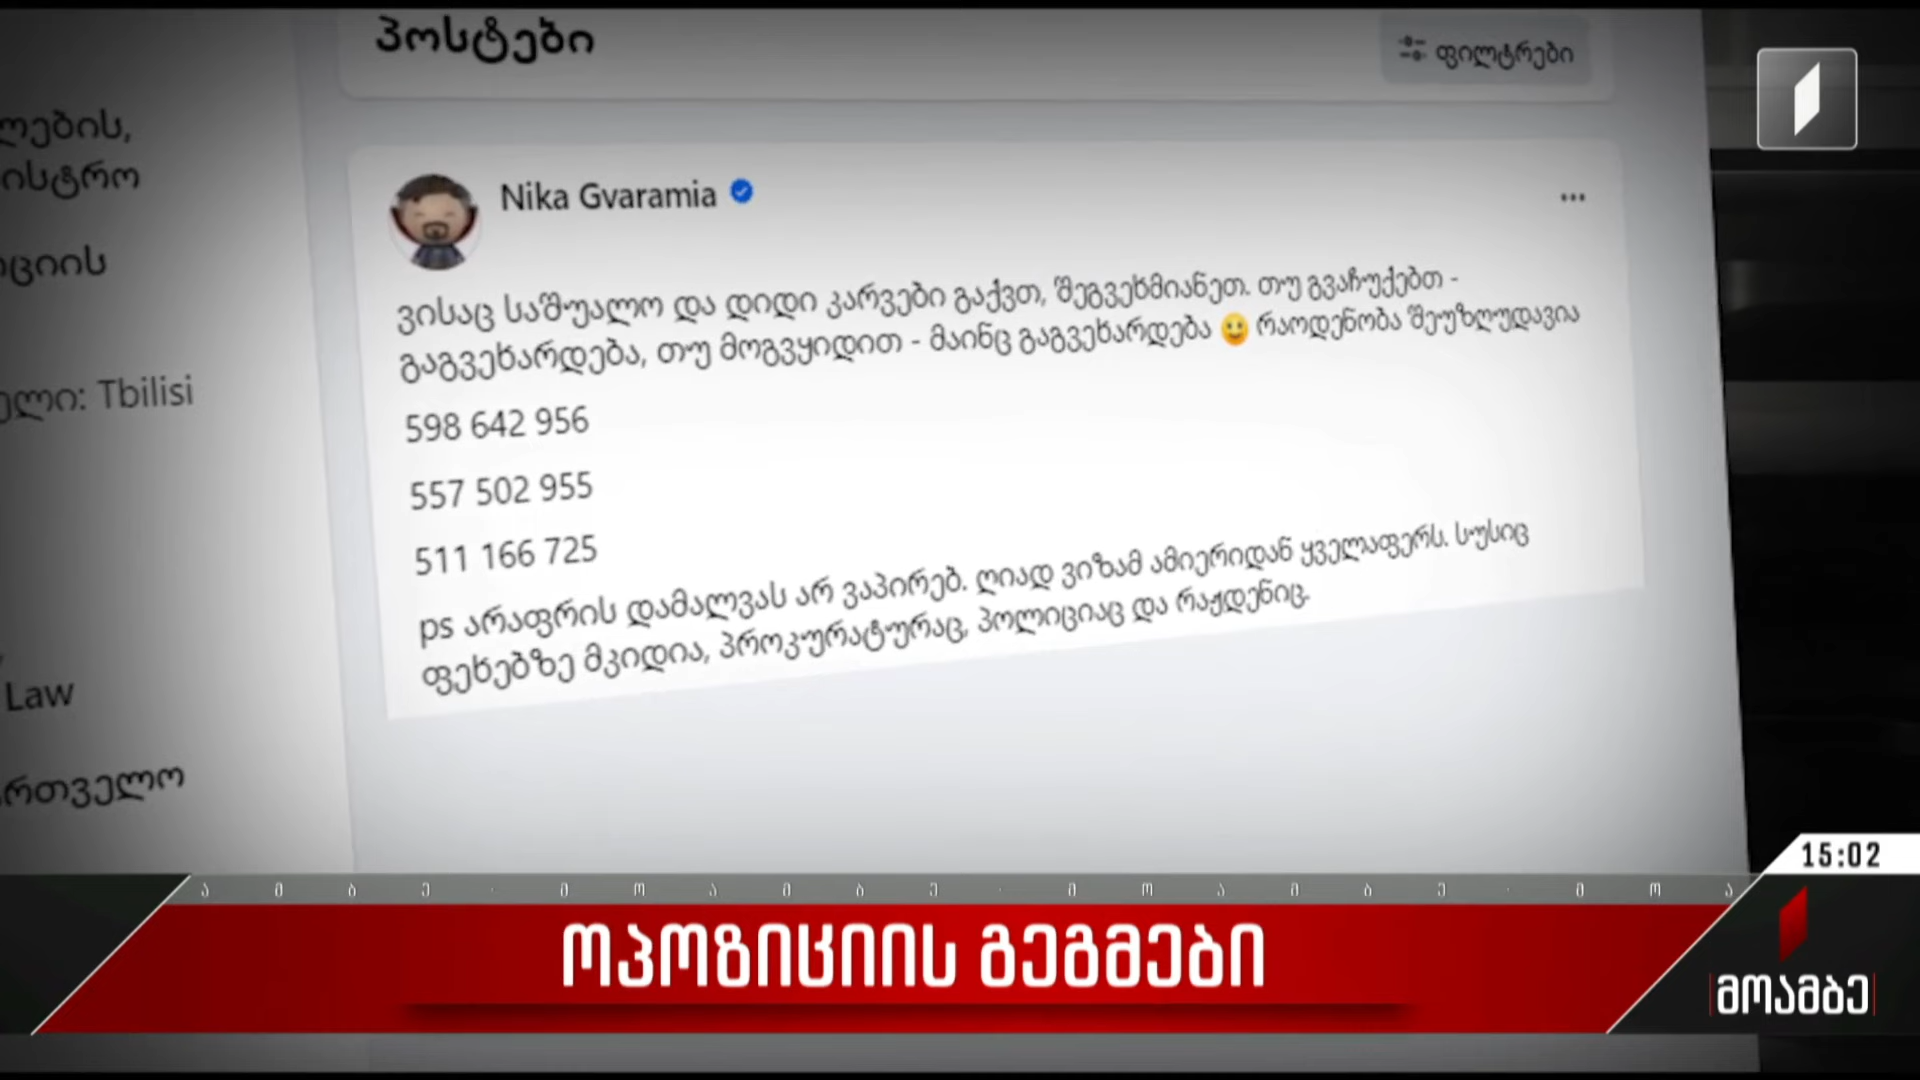 პოსტები
ფილტრები
ლების,
ისტრო
Nika Gvaramia
ციის
ვისაც საშუალო და დიდი კარვები გაქვთ, შეგვეხმიანეთ. თუ გვაჩუქებთ -
გაგვეხარდება, თუ მოგვყიდით - მაინც გაგვეხარდება 🙂 რაოდენობა შეუზღუდავია
ელი: Tbilisi
598 642 956
557 502 955
511 166 725
ps არაფრის დამალვას არ ვაპირებ. ღიად ვიზამ ამიერიდან ყველაფერს. სუსიც
ფეხებზე მკიდია, პროკურატურაც, პოლიციაც და რაჟდენიც.
Law
რთველო
15:02
ა მ ბ ე · მ ო ა მ ბ ე · მ ო ა მ ბ ე · მ ო ა
ოპოზიციის გეგმები
მოამბე